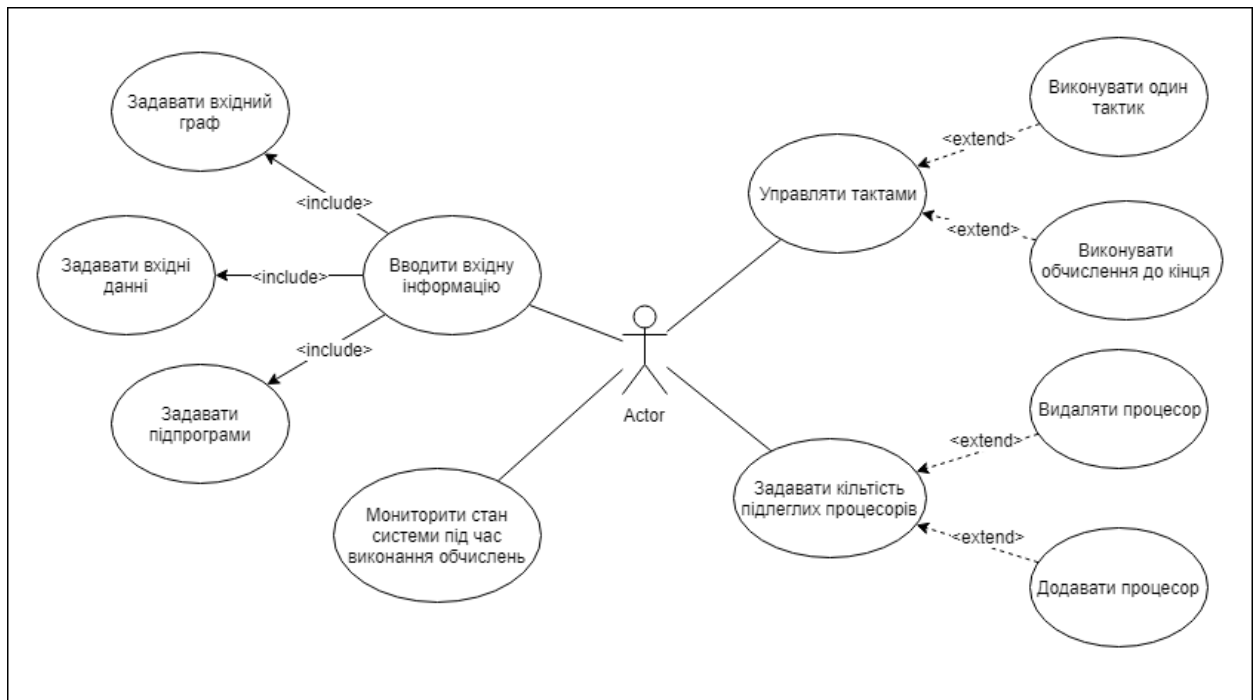 Задавати вхідний
граф
<include>
Задавати вхідні
данні
<include>
Вводити вхідну
інформацію
<include>
Задавати
підпрограми
Мониторити стан
системи під час
виконання обчислень
Actor
Управляти тактами
<extend>
Виконувати один
тактик
<extend>
Виконувати
обчислення до кінця
Задавати кільтість
підлеглих процесорів
<extend>
Видаляти процесор
<extend>
Додавати процесор